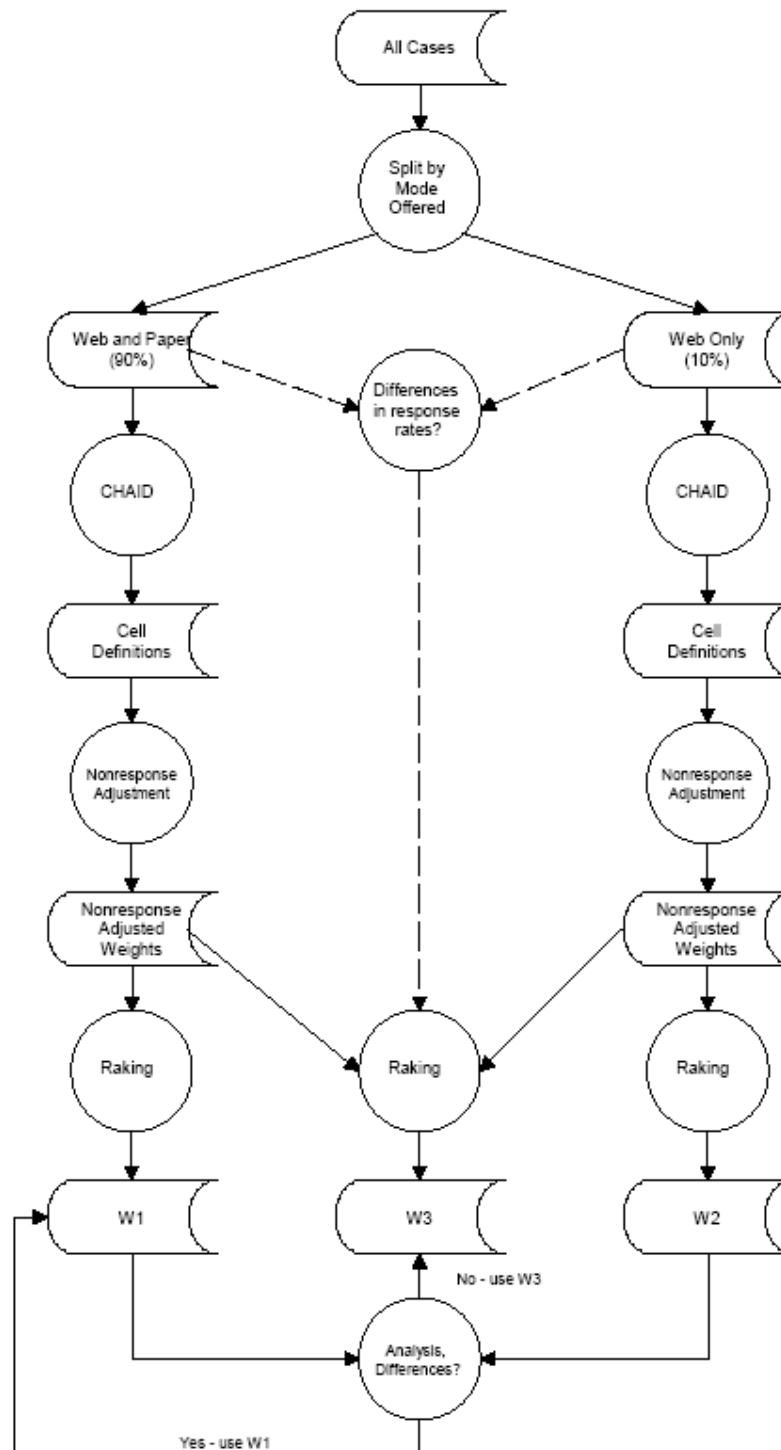 All Cases
Split by
Mode
Offered
Web and Paper
(90%)
Differences
in response
rates?
Web Only
(10%)
CHAID
CHAID
Cell
Definitions
Cell
Definitions
Nonresponse
Adjustment
Nonresponse
Adjustment
Nonresponse
Adjusted
Weights
Nonresponse
Adjusted
Weights
Raking
Raking
Raking
W1
W3
W2
No - use W3
Analysis,
Differences?
Yes - use W1